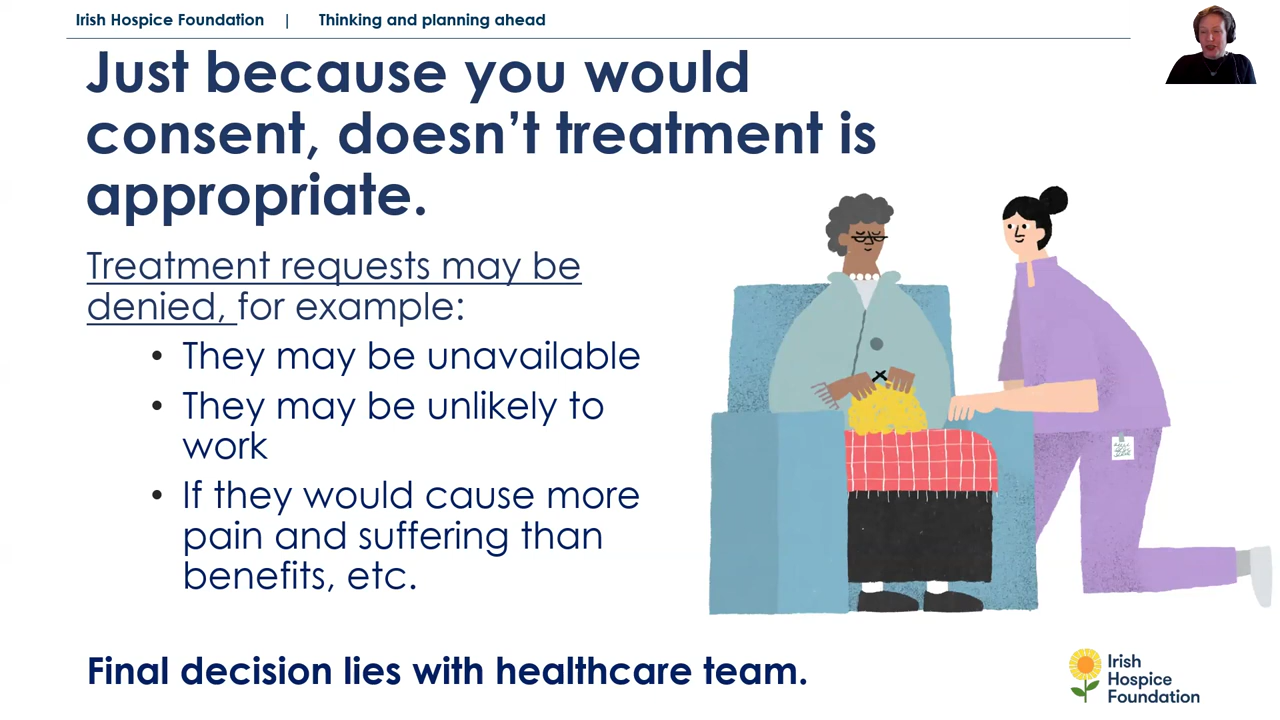 Irish Hospice Foundation | Thinking and planning ahead
Just because you would
consent, doesn’t treatment is
appropriate.
Treatment requests may be
denied, for example:
• They may be unavailable
• They may be unlikely to
work
• If they would cause more
pain and suffering than
benefits, etc.
Final decision lies with healthcare team.
Irish
Hospice
Foundation